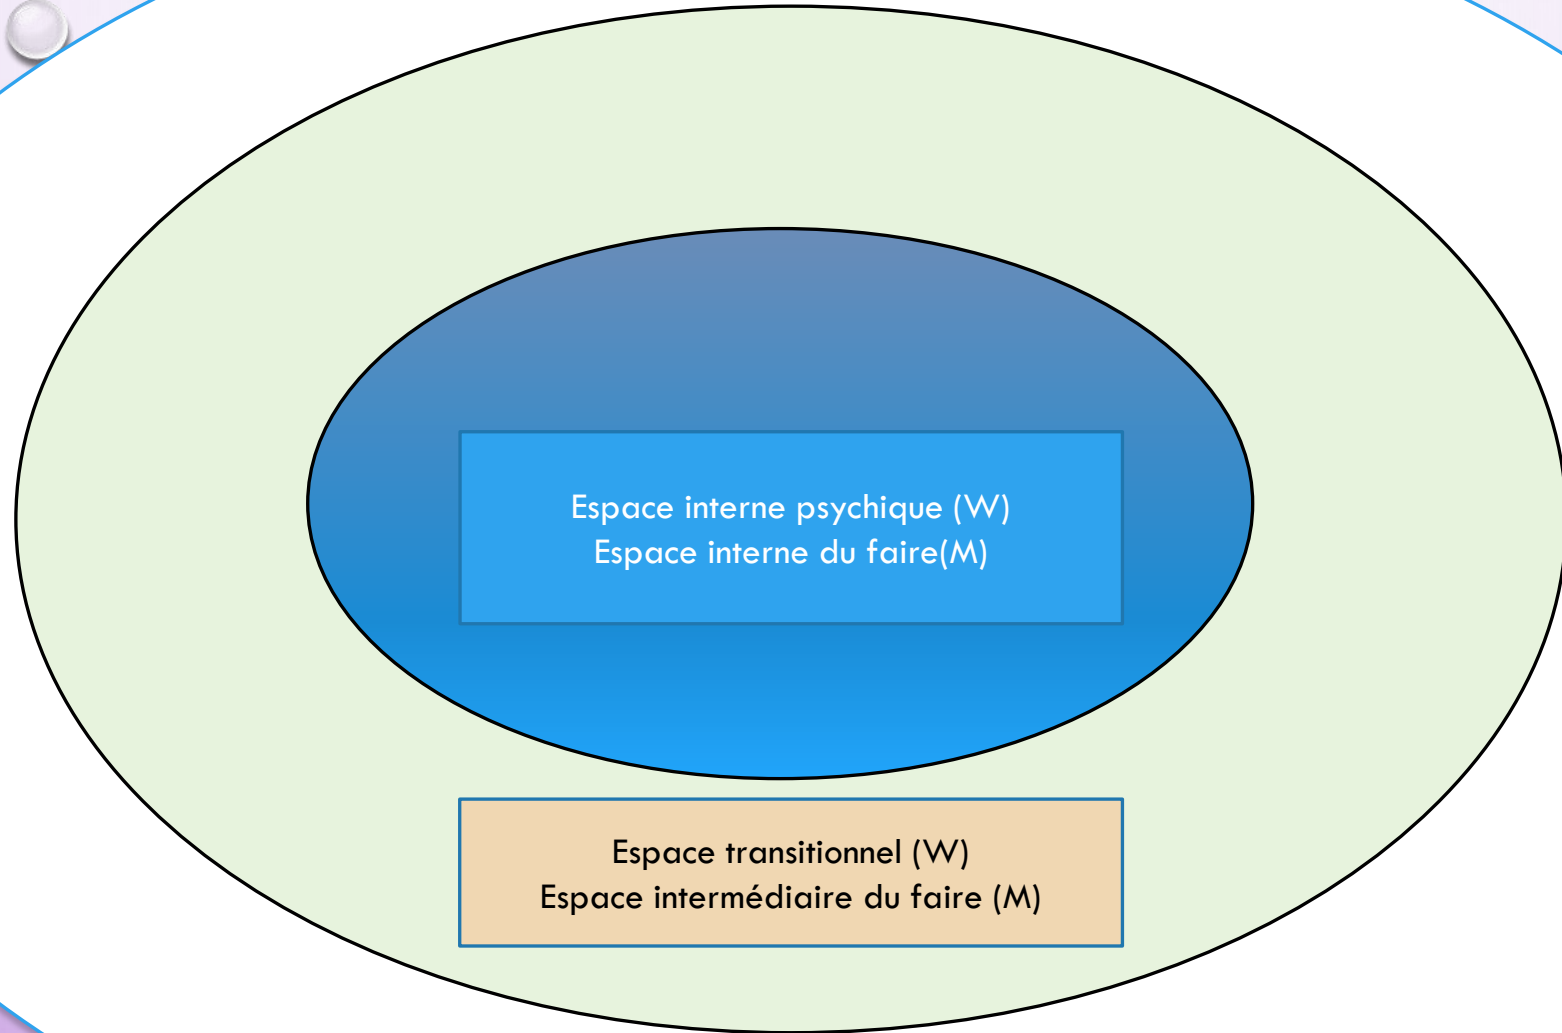 Espace interne psychique (W)
Espace interne du faire(M)
Espace transitionnel (W)
Espace intermédiaire du faire (M)